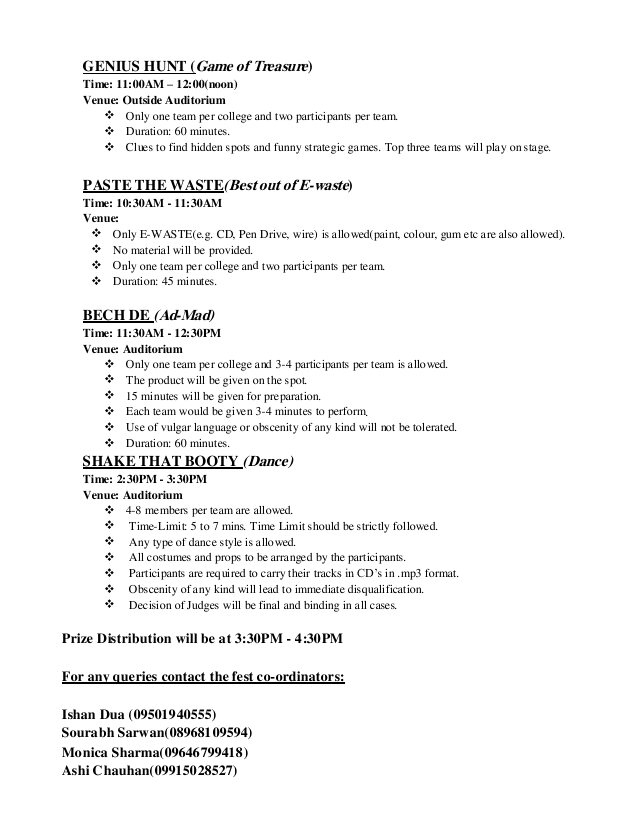 GENIUS HUNT (Game of Treasure)
Time: 11:00AM – 12:00(noon)
Venue: Outside Auditorium
❖ Only one team per college and two participants per team.
❖ Duration: 60 minutes.
❖ Clues to find hidden spots and funny strategic games. Top three teams will play on stage.
PASTE THE WASTE(Best out of E-waste)
Time: 10:30AM - 11:30AM
Venue:
❖ Only E-WASTE(e.g. CD, Pen Drive, wire) is allowed(paint, colour, gum etc are also allowed).
❖ No material will be provided.
❖ Only one team per college and two participants per team.
❖ Duration: 45 minutes.
BECH DE (Ad-Mad)
Time: 11:30AM - 12:30PM
Venue: Auditorium
❖ Only one team per college and 3-4 participants per team is allowed.
❖ The product will be given on the spot.
❖ 15 minutes will be given for preparation.
❖ Each team would be given 3-4 minutes to perform.
❖ Use of vulgar language or obscenity of any kind will not be tolerated.
❖ Duration: 60 minutes.
SHAKE THAT BOOTY (Dance)
Time: 2:30PM - 3:30PM
Venue: Auditorium
❖ 4-8 members per team are allowed.
❖ Time-Limit: 5 to 7 mins. Time Limit should be strictly followed.
❖ Any type of dance style is allowed.
❖ All costumes and props to be arranged by the participants.
❖ Participants are required to carry their tracks in CD's in .mp3 format.
❖ Obscenity of any kind will lead to immediate disqualification.
❖ Decision of Judges will be final and binding in all cases.
Prize Distribution will be at 3:30PM - 4:30PM
For any queries contact the fest co-ordinators:
Ishan Dua (09501940555)
Sourabh Sarwan(08968109594)
Monica Sharma(09646799418)
Ashi Chauhan(09915028527)